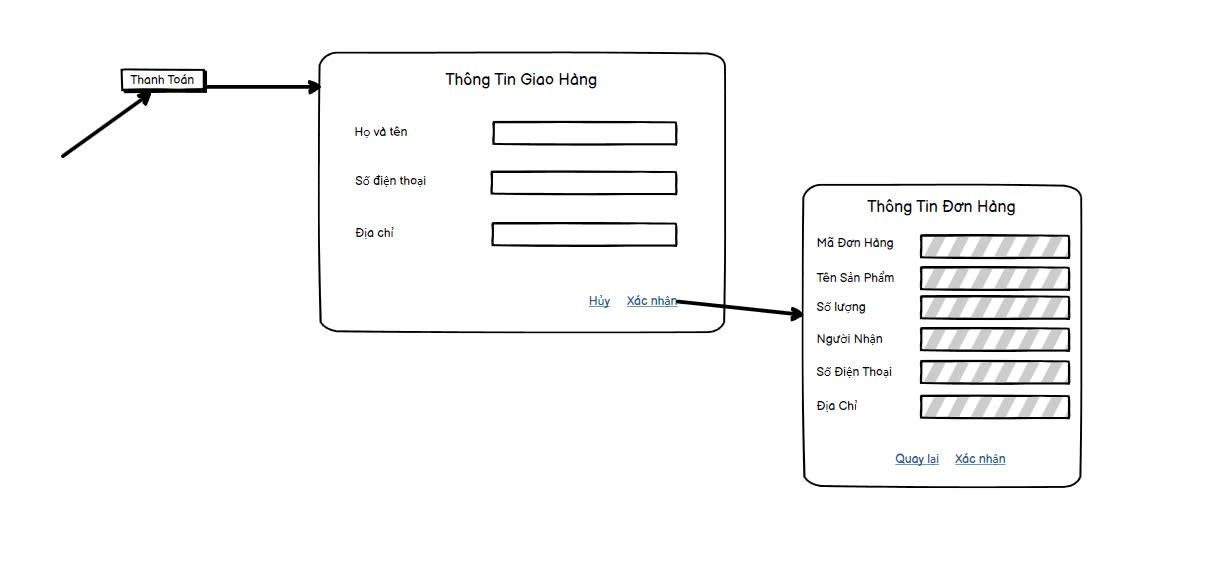 Thanh Toán
Thông Tin Giao Hàng
Họ và tên
Số điện thoại
Địa chỉ
Hủy Xác nhận
Thông Tin Đơn Hàng
Mã Đơn Hàng
Tên Sản Phẩm
Số lượng
Người Nhận
Số Điện Thoại
Địa Chỉ
Quay lại Xác nhận